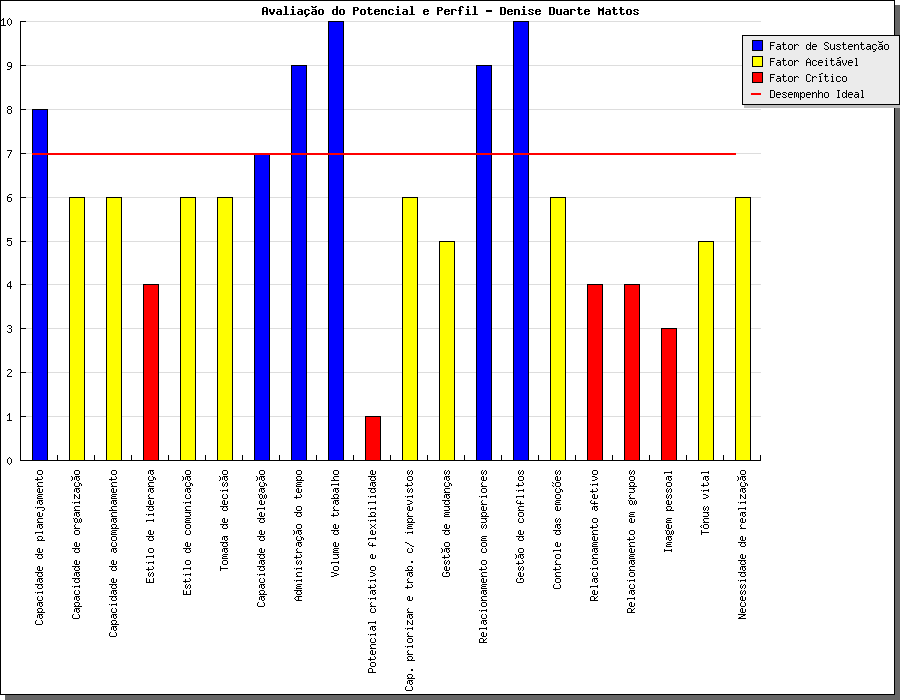 Avaliação do Potencial e Perfil - Denise Duarte Mattos
Fator de Sustentação
Fator Aceitável
Fator Crítico
Desempenho Ideal
10
9
8
7
6
5
4
3
2
1
0
Capacidade de planejamento
Capacidade de organização
Capacidade de acompanhamento
Estilo de liderança
Estilo de comunicação
Tomada de decisão
Capacidade de delegação
Administração do tempo
Volume de trabalho
Potencial criativo e flexibilidade
Cap. priorizar e trab. c/ imprevistos
Gestão de mudanças
Relacionamento com superiores
Gestão de conflitos
Controle das emoções
Relacionamento afetivo
Relacionamento em grupos
Imagem pessoal
Tônus vital
Necessidade de realização